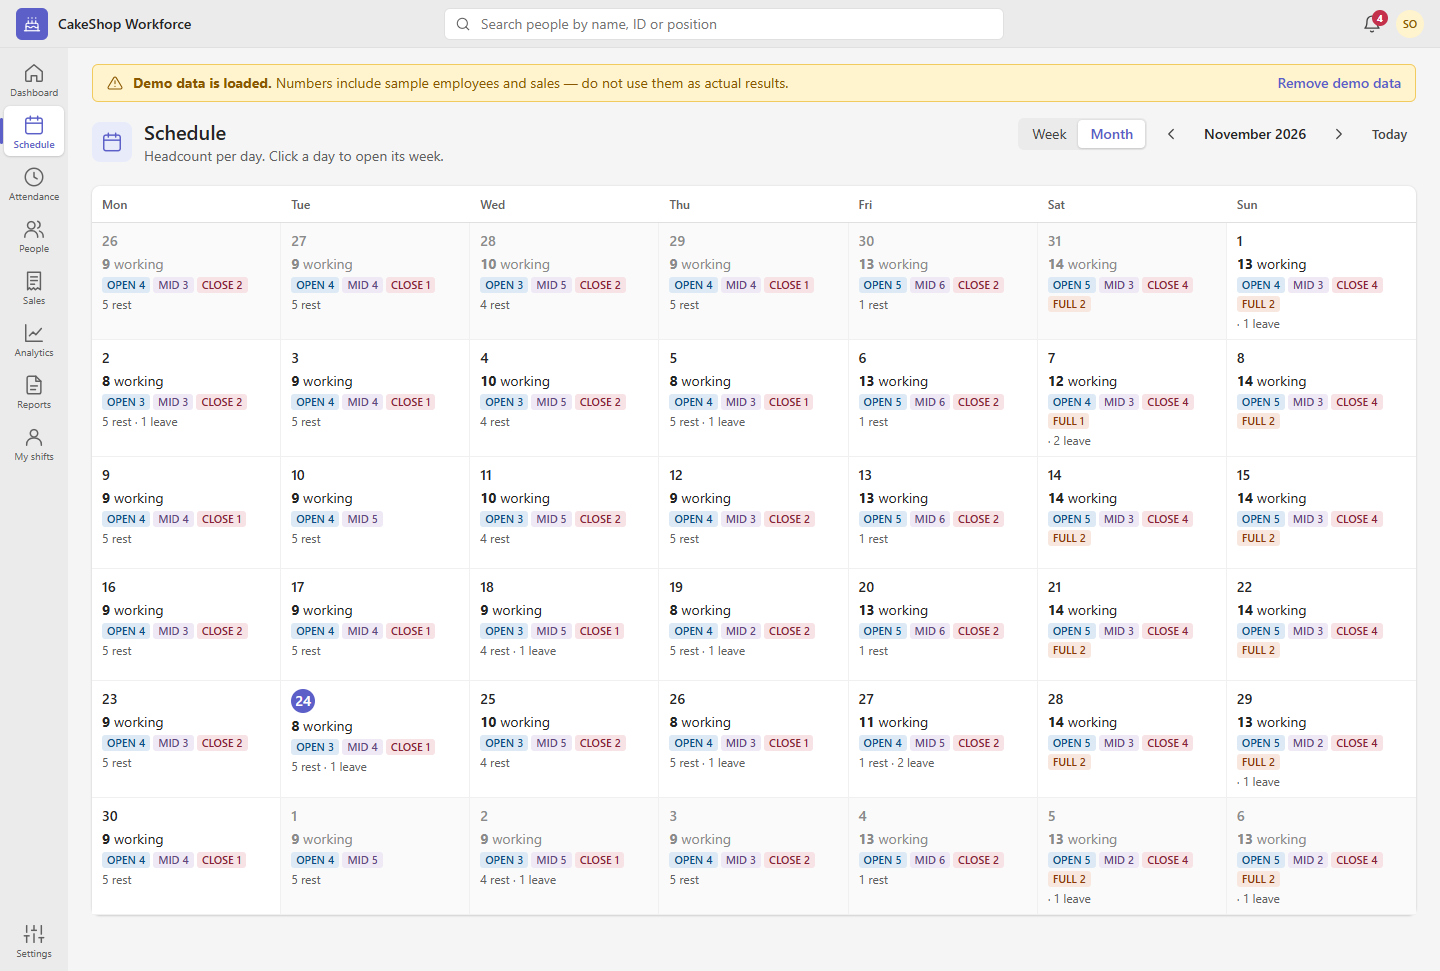 CakeShop Workforce
Search people by name, ID or position
4
SO
Dashboard
Schedule
Attendance
People
Sales
Analytics
Reports
My shifts
Settings
Demo data is loaded. Numbers include sample employees and sales — do not use them as actual results.
Remove demo data
Schedule
Headcount per day. Click a day to open its week.
Week Month November 2026 Today
Mon Tue Wed Thu Fri Sat Sun
26
9 working
OPEN 4 MID 3 CLOSE 2
5 rest
27
9 working
OPEN 4 MID 4 CLOSE 1
5 rest
28
10 working
OPEN 3 MID 5 CLOSE 2
4 rest
29
9 working
OPEN 4 MID 4 CLOSE 1
5 rest
30
13 working
OPEN 5 MID 6 CLOSE 2
1 rest
31
14 working
OPEN 5 MID 3 CLOSE 4
FULL 2
1
13 working
OPEN 4 MID 3 CLOSE 4
FULL 2
· 1 leave
2
8 working
OPEN 3 MID 3 CLOSE 2
5 rest · 1 leave
3
9 working
OPEN 4 MID 4 CLOSE 1
5 rest
4
10 working
OPEN 3 MID 5 CLOSE 2
4 rest
5
8 working
OPEN 4 MID 3 CLOSE 1
5 rest · 1 leave
6
13 working
OPEN 5 MID 6 CLOSE 2
1 rest
7
12 working
OPEN 4 MID 3 CLOSE 4
FULL 1
· 2 leave
8
14 working
OPEN 5 MID 3 CLOSE 4
FULL 2
9
9 working
OPEN 4 MID 4 CLOSE 1
5 rest
10
9 working
OPEN 4 MID 5
5 rest
11
10 working
OPEN 3 MID 5 CLOSE 2
4 rest
12
9 working
OPEN 4 MID 3 CLOSE 2
5 rest
13
13 working
OPEN 5 MID 6 CLOSE 2
1 rest
14
14 working
OPEN 5 MID 3 CLOSE 4
FULL 2
15
14 working
OPEN 5 MID 3 CLOSE 4
FULL 2
16
9 working
OPEN 4 MID 3 CLOSE 2
5 rest
17
9 working
OPEN 4 MID 4 CLOSE 1
5 rest
18
9 working
OPEN 3 MID 5 CLOSE 1
4 rest · 1 leave
19
8 working
OPEN 4 MID 2 CLOSE 2
5 rest · 1 leave
20
13 working
OPEN 5 MID 6 CLOSE 2
1 rest
21
14 working
OPEN 5 MID 3 CLOSE 4
FULL 2
22
14 working
OPEN 5 MID 3 CLOSE 4
FULL 2
23
9 working
OPEN 4 MID 3 CLOSE 2
5 rest
24
8 working
OPEN 3 MID 4 CLOSE 1
5 rest · 1 leave
25
10 working
OPEN 3 MID 5 CLOSE 2
4 rest
26
8 working
OPEN 4 MID 3 CLOSE 1
5 rest · 1 leave
27
11 working
OPEN 4 MID 5 CLOSE 2
1 rest · 2 leave
28
14 working
OPEN 5 MID 3 CLOSE 4
FULL 2
29
13 working
OPEN 5 MID 2 CLOSE 4
FULL 2
· 1 leave
30
9 working
OPEN 4 MID 4 CLOSE 1
5 rest
1
9 working
OPEN 4 MID 5
5 rest
2
9 working
OPEN 3 MID 5 CLOSE 1
4 rest · 1 leave
3
9 working
OPEN 4 MID 3 CLOSE 2
5 rest
4
13 working
OPEN 5 MID 6 CLOSE 2
1 rest
5
13 working
OPEN 5 MID 2 CLOSE 4
FULL 2
· 1 leave
6
13 working
OPEN 5 MID 2 CLOSE 4
FULL 2
· 1 leave